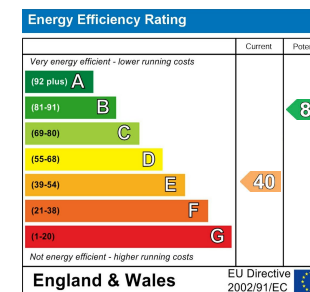 Energy Efficiency Rating
Current
Very energy efficient - lower running costs
(92 plus) A
(81-91) B
(69-80) C
(55-68) D
(39-54) E
40
(21-38) F
(1-20) G
Not energy efficient - higher running costs
England & Wales
EU Directive
2002/91/EC